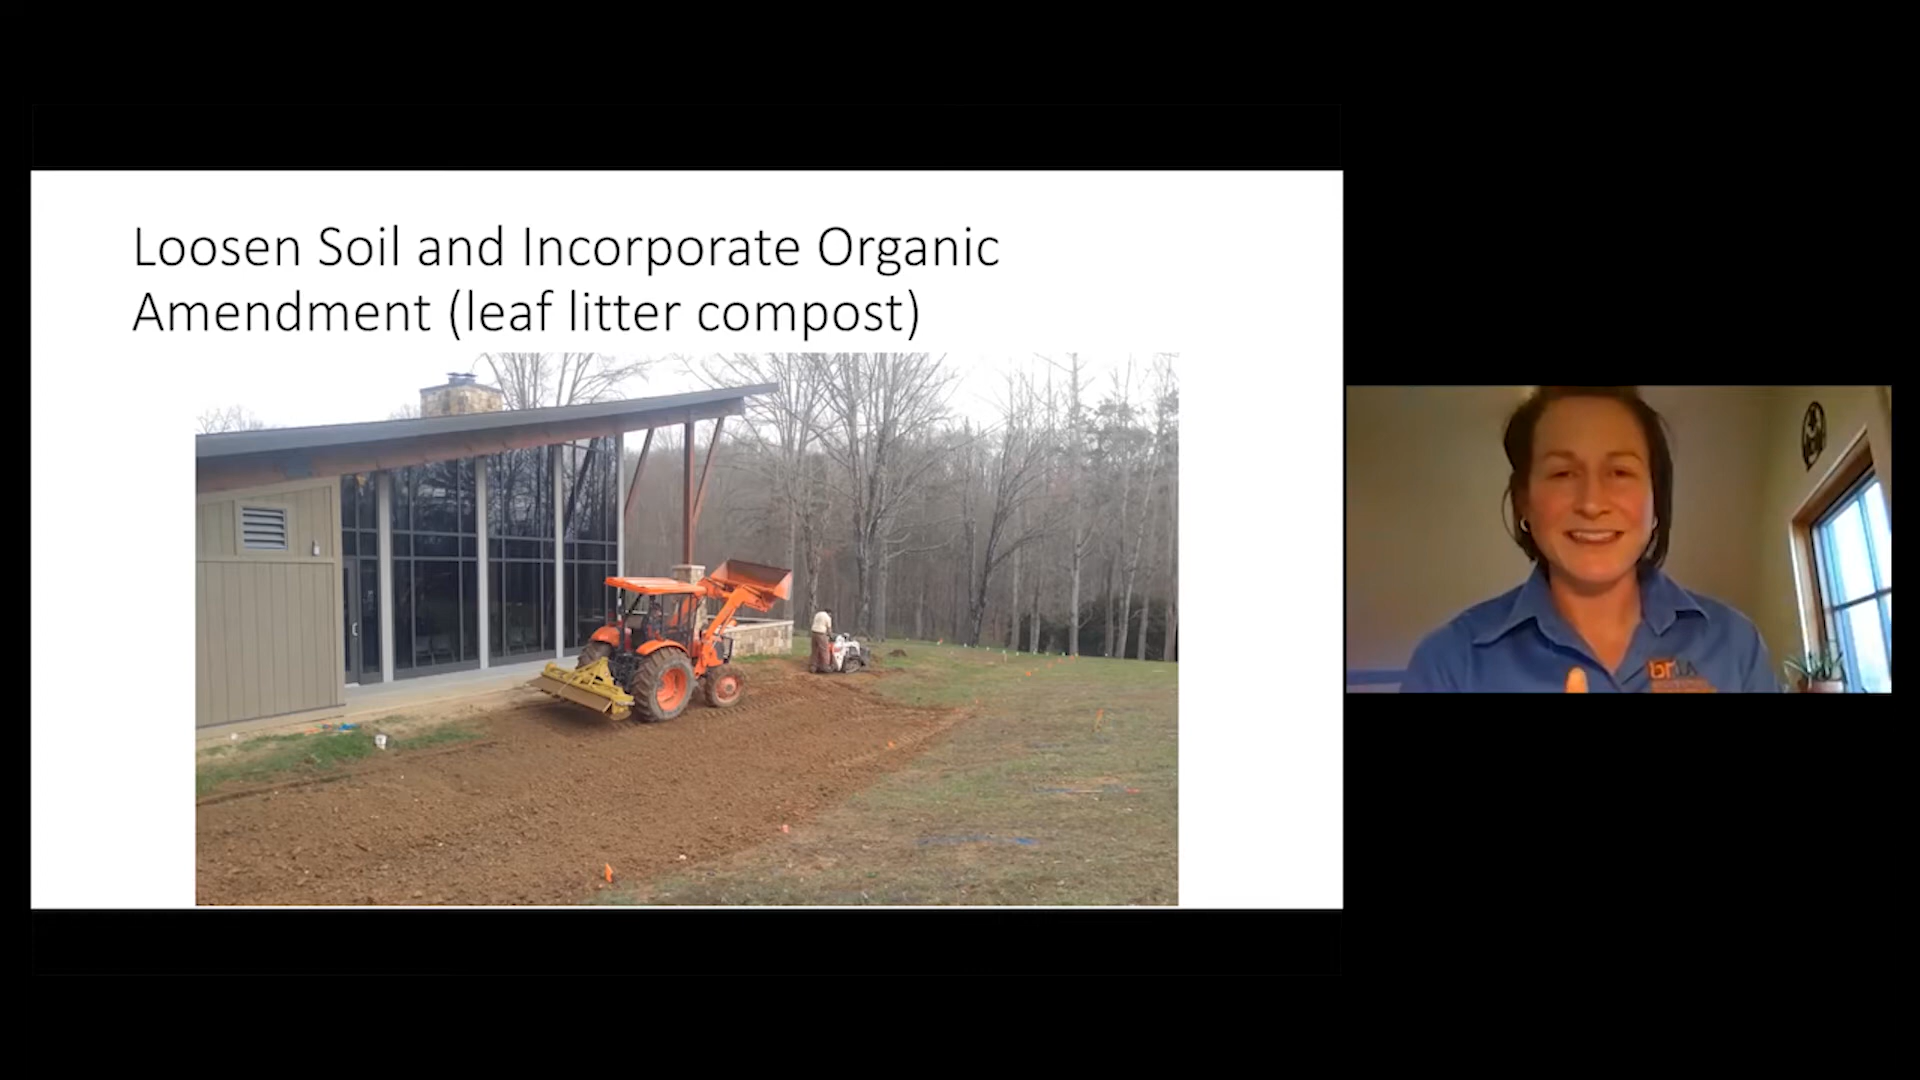 Loosen Soil and Incorporate Organic
Amendment (leaf litter compost)